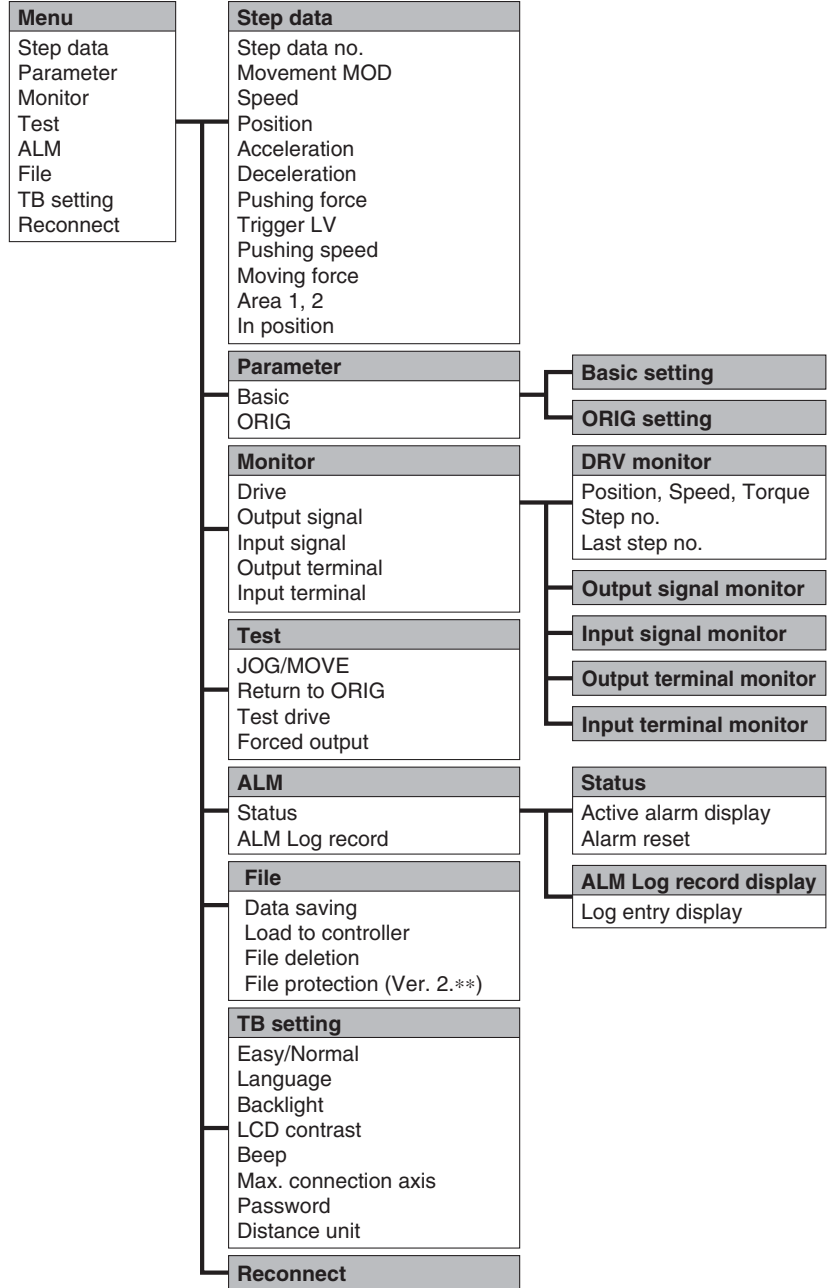 Menu
Step data
Parameter
Monitor
Test
ALM
File
TB setting
Reconnect
Step data
Step data no.
Movement MOD
Speed
Position
Acceleration
Deceleration
Pushing force
Trigger LV
Pushing speed
Moving force
Area 1, 2
In position
Parameter
Basic
ORIG
Basic setting
ORIG setting
Monitor
Drive
Output signal
Input signal
Output terminal
Input terminal
DRV monitor
Position, Speed, Torque
Step no.
Last step no.
Output signal monitor
Input signal monitor
Output terminal monitor
Input terminal monitor
Test
JOG/MOVE
Return to ORIG
Test drive
Forced output
ALM
Status
ALM Log record
Status
Active alarm display
Alarm reset
ALM Log record display
Log entry display
File
Data saving
Load to controller
File deletion
File protection (Ver. 2.**)
TB setting
Easy/Normal
Language
Backlight
LCD contrast
Beep
Max. connection axis
Password
Distance unit
Reconnect